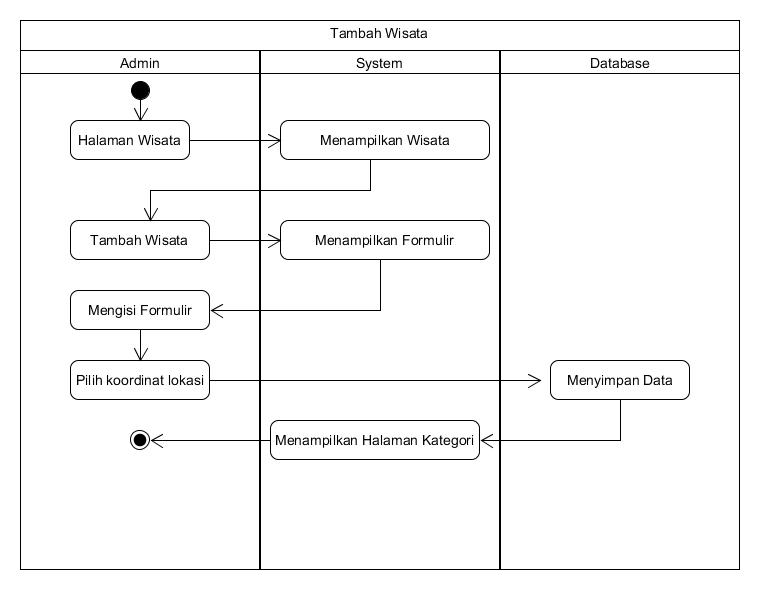 Tambah Wisata
Admin
System
Database
Halaman Wisata
Menampilkan Wisata
Tambah Wisata
Menampilkan Formulir
Mengisi Formulir
Pilih koordinat lokasi
Menyimpan Data
Menampilkan Halaman Kategori